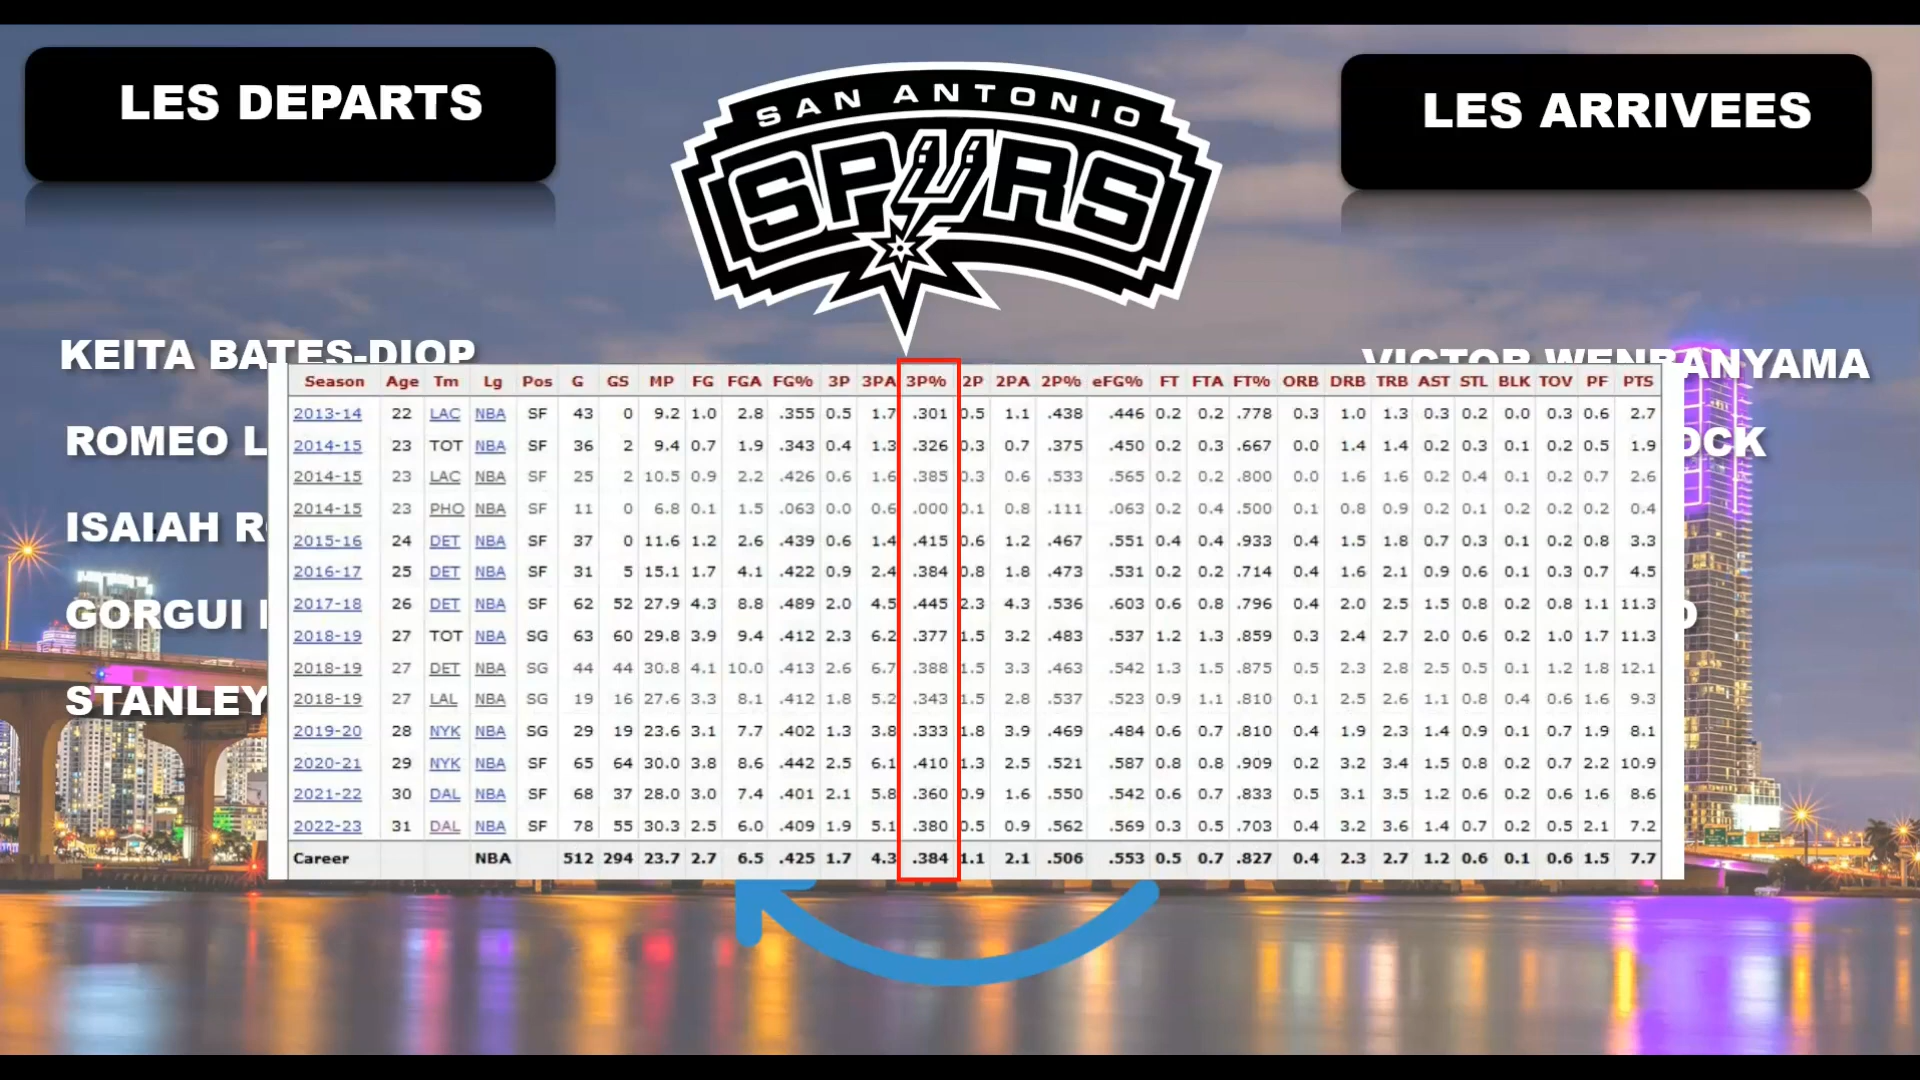 LES DEPARTS
SAN ANTONIO
SPURS
LES ARRIVEES
KEITA BATES-DIOP
VICTOR WENBANYAMA
ROMEO L
OCK
ISAIAH R
GORGUI
STANLEY
Season Age Tm Lg Pos G GS MP FG FGA FG% 3P 3PA 3P% 2P 2PA 2P% eFG% FT FTA FT% ORB DRB TRB AST STL BLK TOV PF PTS
2013-14 22 LAC NBA SF 43 0 9.2 1.0 2.8 .355 0.5 1.7 .301 0.5 1.1 .438 .446 0.2 0.2 .778 0.3 1.0 1.3 0.3 0.2 0.0 0.3 0.6 2.7
2014-15 23 TOT NBA SF 36 2 9.4 0.7 1.9 .343 0.4 1.3 .326 0.3 0.7 .375 .450 0.2 0.3 .667 0.0 1.4 1.4 0.2 0.3 0.1 0.2 0.5 1.9
2014-15 23 LAC NBA SF 25 2 10.5 0.9 2.2 .426 0.6 1.6 .385 0.3 0.6 .533 .565 0.2 0.2 .800 0.0 1.6 1.6 0.2 0.4 0.1 0.2 0.7 2.6
2014-15 23 PHO NBA SF 11 0 6.8 0.1 1.5 .063 0.0 0.6 .000 0.1 0.8 .111 .063 0.2 0.4 .500 0.1 0.8 0.9 0.2 0.1 0.2 0.2 0.2 0.4
2015-16 24 DET NBA SF 37 0 11.6 1.2 2.6 .439 0.6 1.4 .415 0.6 1.2 .467 .551 0.4 0.4 .933 0.4 1.5 1.8 0.7 0.3 0.1 0.2 0.8 3.3
2016-17 25 DET NBA SF 31 5 15.1 1.7 4.1 .422 0.9 2.4 .384 0.8 1.8 .473 .531 0.2 0.2 .714 0.4 1.6 2.1 0.9 0.6 0.1 0.3 0.7 4.5
2017-18 26 DET NBA SF 62 52 27.9 4.3 8.8 .489 2.0 4.5 .445 2.3 4.3 .536 .603 0.6 0.8 .796 0.4 2.0 2.5 1.5 0.8 0.2 0.8 1.1 11.3
2018-19 27 TOT NBA SG 63 60 29.8 3.9 9.4 .412 2.3 6.2 .377 1.5 3.2 .483 .537 1.2 1.3 .859 0.3 2.4 2.7 2.0 0.6 0.2 1.0 1.7 11.3
2018-19 27 DET NBA SG 44 44 30.8 4.1 10.0 .413 2.6 6.7 .388 1.5 3.3 .463 .542 1.3 1.5 .875 0.5 2.3 2.8 2.5 0.5 0.1 1.2 1.8 12.1
2018-19 27 LAL NBA SG 19 16 27.6 3.3 8.1 .412 1.8 5.2 .343 1.5 2.8 .537 .523 0.9 1.1 .810 0.1 2.5 2.6 1.1 0.8 0.4 0.6 1.6 9.3
2019-20 28 NYK NBA SG 29 19 23.6 3.1 7.7 .402 1.3 3.8 .333 1.8 3.9 .469 .484 0.6 0.7 .810 0.4 1.9 2.3 1.4 0.9 0.1 0.7 1.9 8.1
2020-21 29 NYK NBA SF 65 64 30.0 3.8 8.6 .442 2.5 6.1 .410 1.3 2.5 .521 .587 0.8 0.8 .909 0.2 3.2 3.4 1.5 0.8 0.2 0.7 2.2 10.9
2021-22 30 DAL NBA SF 68 37 28.0 3.0 7.4 .401 2.1 5.8 .360 0.9 1.6 .550 .542 0.6 0.7 .833 0.5 3.1 3.5 1.2 0.6 0.2 0.6 1.6 8.6
2022-23 31 DAL NBA SF 78 55 30.3 2.5 6.0 .409 1.9 5.1 .380 0.5 0.9 .562 .569 0.3 0.5 .703 0.4 3.2 3.6 1.4 0.7 0.2 0.5 2.1 7.2
Career NBA 512 294 23.7 2.7 6.5 .425 1.7 4.3 .384 1.1 2.1 .506 .553 0.5 0.7 .827 0.4 2.3 2.7 1.2 0.6 0.1 0.6 1.5 7.7